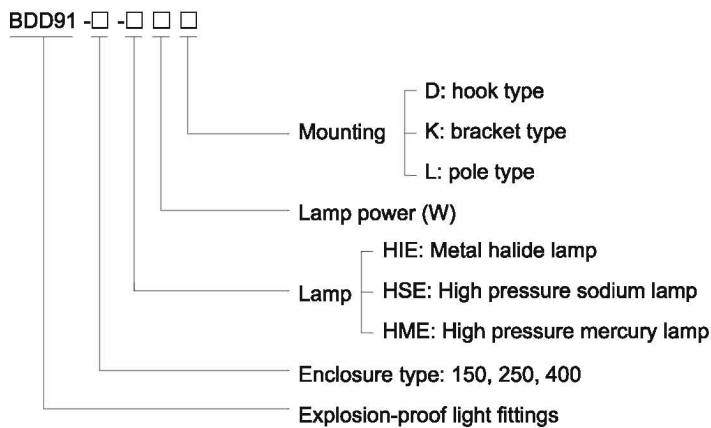 BDD91 -□ -□ □ □
D: hook type
Mounting
K: bracket type
L: pole type
Lamp power (W)
HIE: Metal halide lamp
Lamp
HSE: High pressure sodium lamp
HME: High pressure mercury lamp
Enclosure type: 150, 250, 400
Explosion-proof light fittings